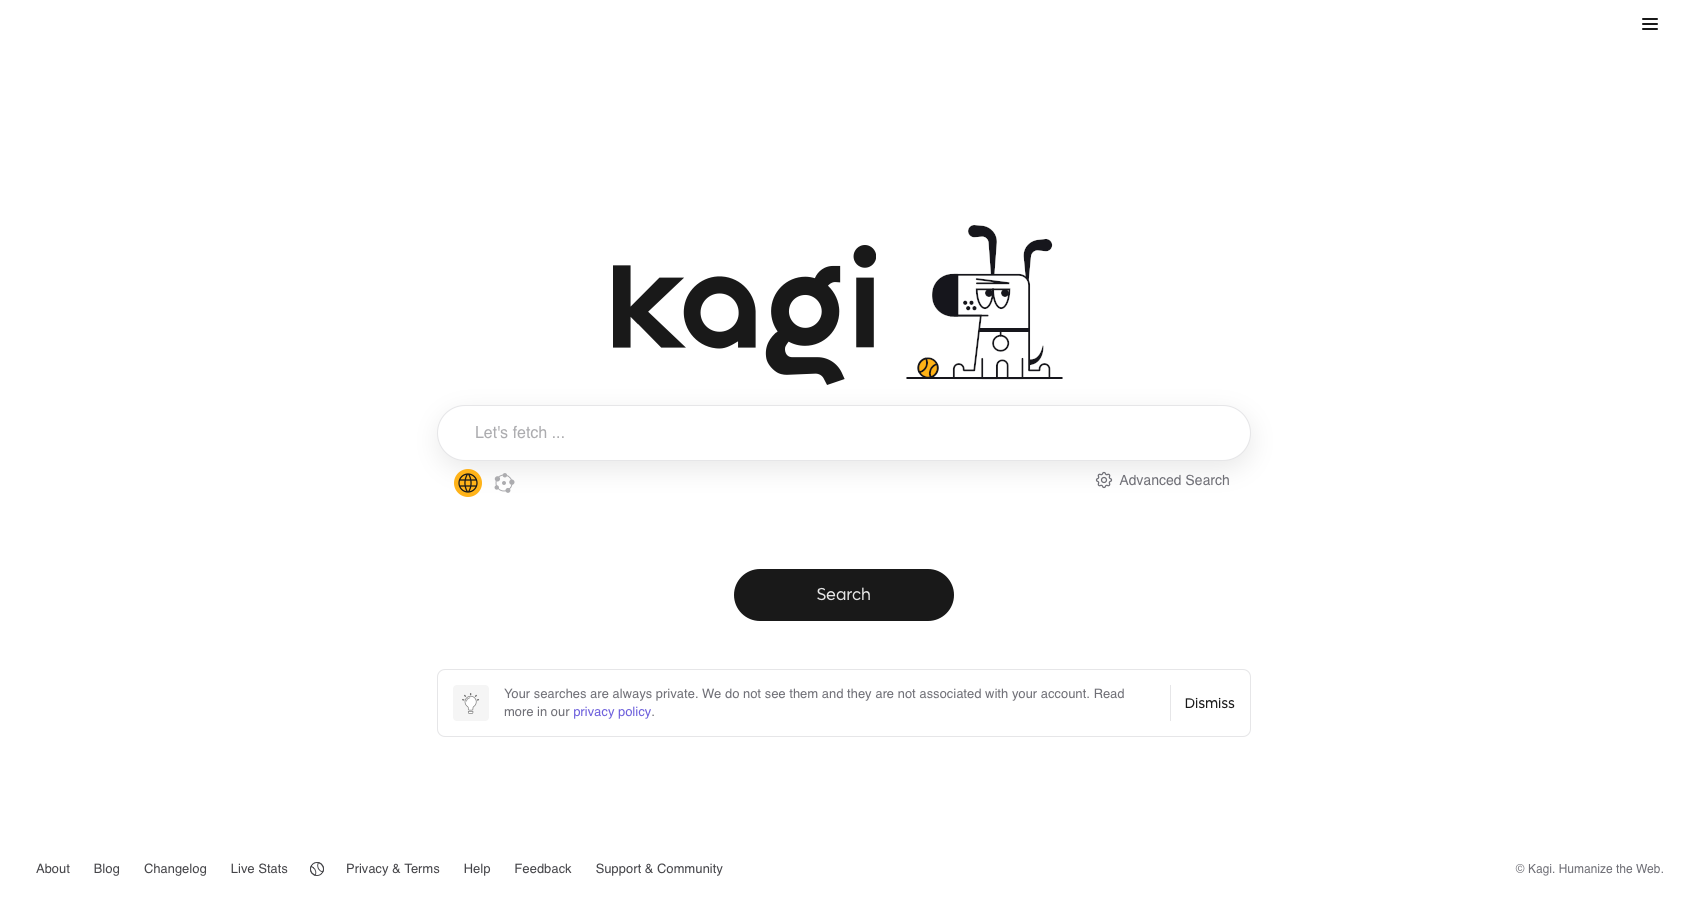 kagi
Let's fetch ...
Advanced Search
Search
Your searches are always private. We do not see them and they are not associated with your account. Read
more in our privacy policy.
Dismiss
About Blog Changelog Live Stats Privacy & Terms Help Feedback Support & Community
© Kagi. Humanize the Web.